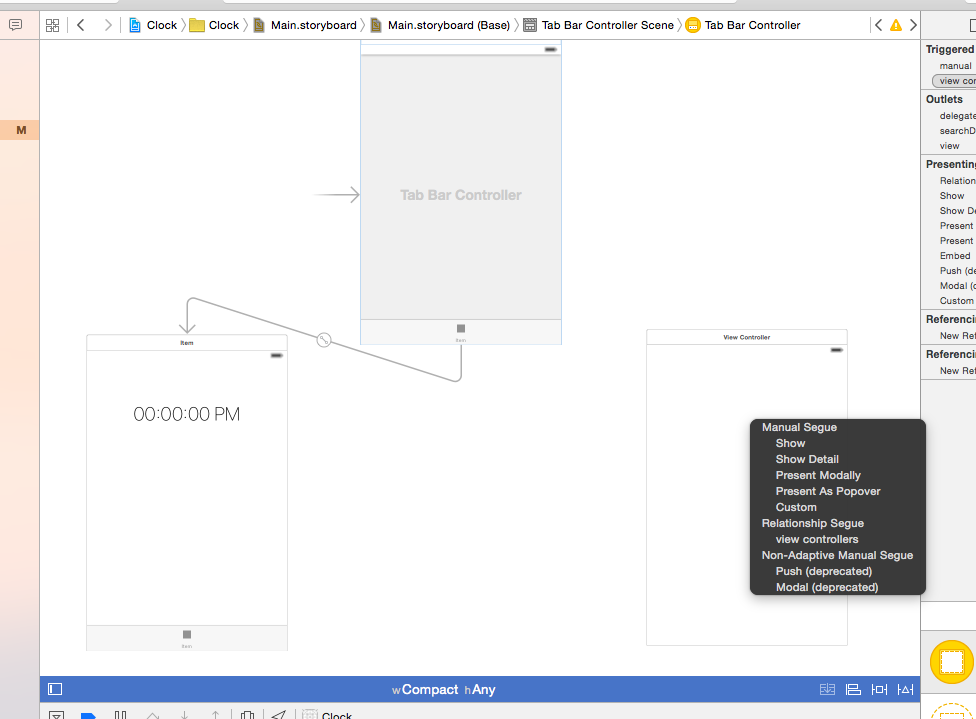 Clock Clock Main.storyboard Main.storyboard (Base) Tab Bar Controller Scene Tab Bar Controller
M
Triggered
manual
view con
Outlets
delegate
searchD
view
Presenting
Relation
Show
Show De
Present
Present
Embed
Push (de
Modal (d
Custom
Referenci
New Ref
Referenci
New Ref
Tab Bar Controller
Item
Item
00:00:00 PM
Item
View Controller
Manual Segue
Show
Show Detail
Present Modally
Present As Popover
Custom
Relationship Segue
view controllers
Non-Adaptive Manual Segue
Push (deprecated)
Modal (deprecated)
wCompact hAny
Clock